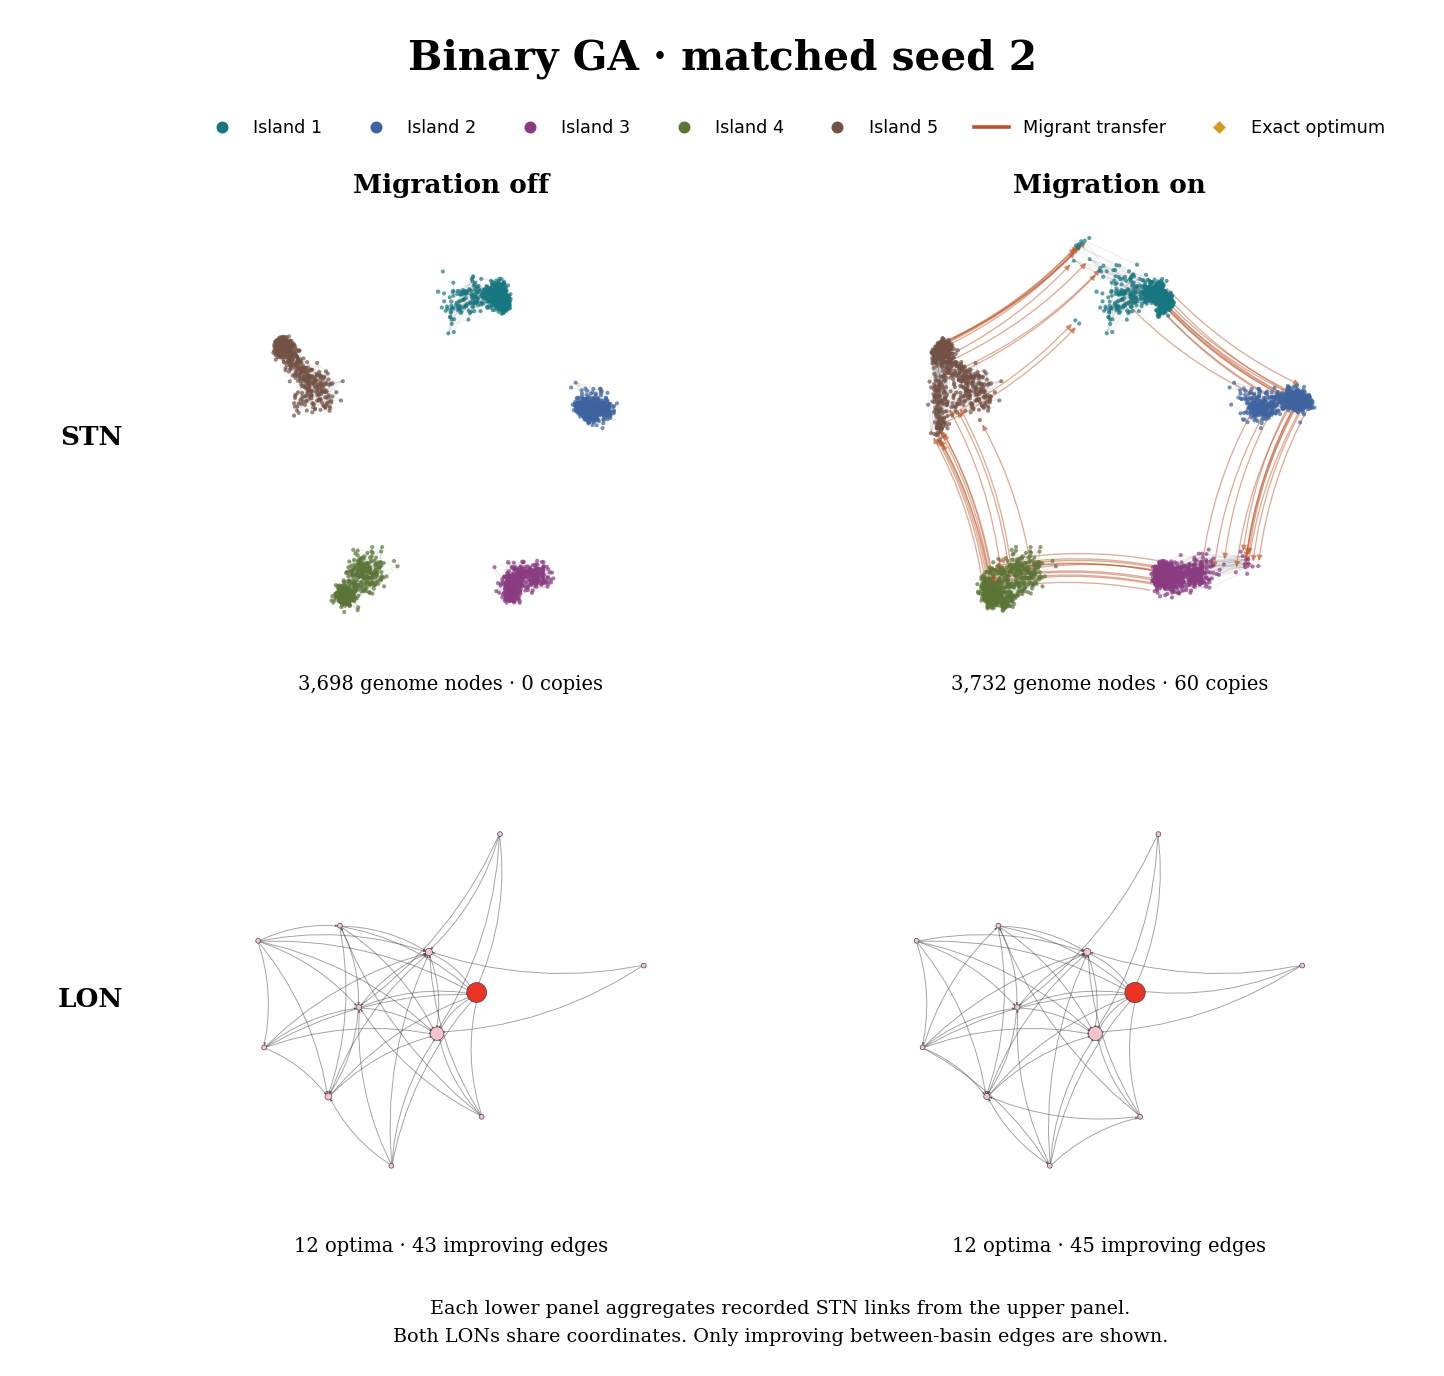 Binary GA · matched seed 2
Island 1
Island 2
Island 3
Island 4
Island 5
Migrant transfer
Exact optimum
Migration off
Migration on
STN
3,698 genome nodes · 0 copies
3,732 genome nodes · 60 copies
LON
12 optima · 43 improving edges
12 optima · 45 improving edges
Each lower panel aggregates recorded STN links from the upper panel.
Both LONs share coordinates. Only improving between-basin edges are shown.